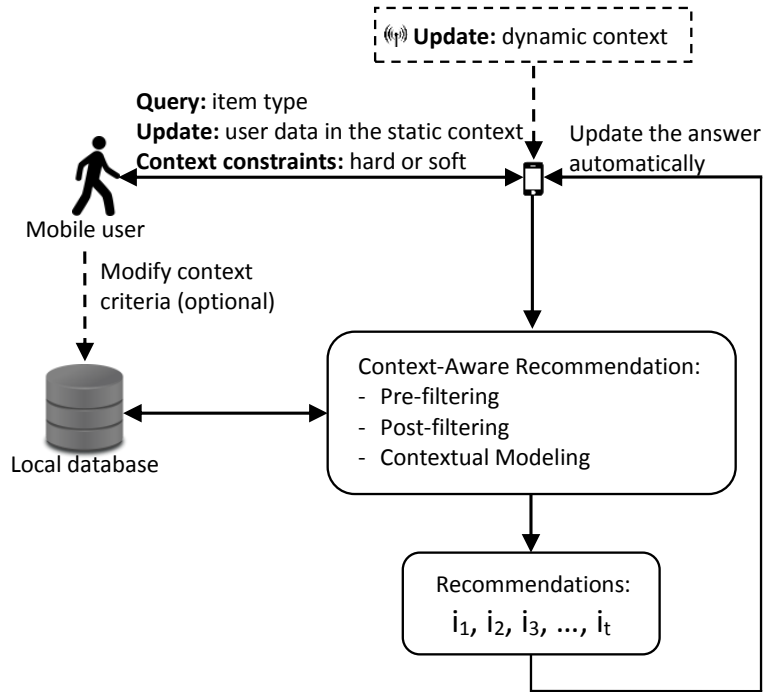 Update: dynamic context
Query: item type
Update: user data in the static context
Context constraints: hard or soft
Update the answer
automatically
Mobile user
Modify context
criteria (optional)
Context-Aware Recommendation:
- Pre-filtering
- Post-filtering
- Contextual Modeling
Local database
Recommendations:
i₁, i₂, i₃, ..., iₜ